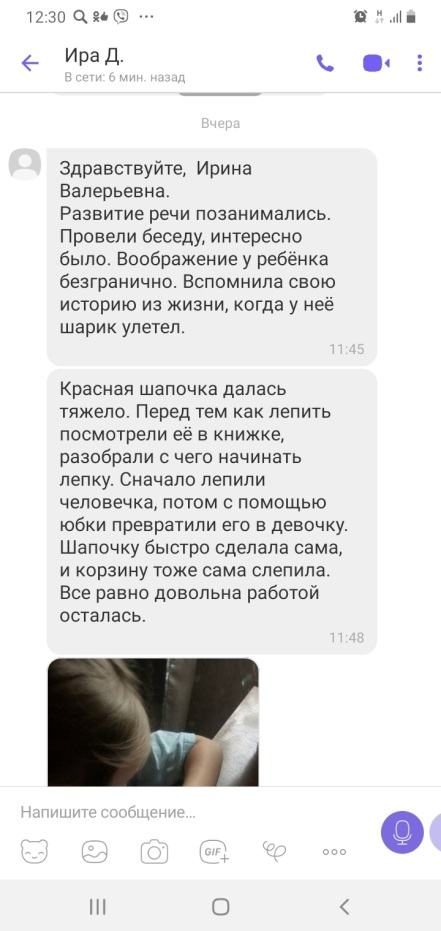 12:30
Ира Д.
В сети: 6 мин. назад
Вчера
Здравствуйте, Ирина
Валерьевна.
Развитие речи позанимались.
Провели беседу, интересно
было. Воображение у ребёнка
безгранично. Вспомнила свою
историю из жизни, когда у неё
шарик улетел.
11:45
Красная шапочка далась
тяжело. Перед тем как лепить
посмотрели её в книжке,
разобрали с чего начинать
лепку. Сначало лепили
человечка, потом с помощью
юбки превратили его в девочку.
Шапочку быстро сделала сама,
и корзину тоже сама слепила.
Все равно довольна работой
осталась.
11:48
Напишите сообщение...
GIF